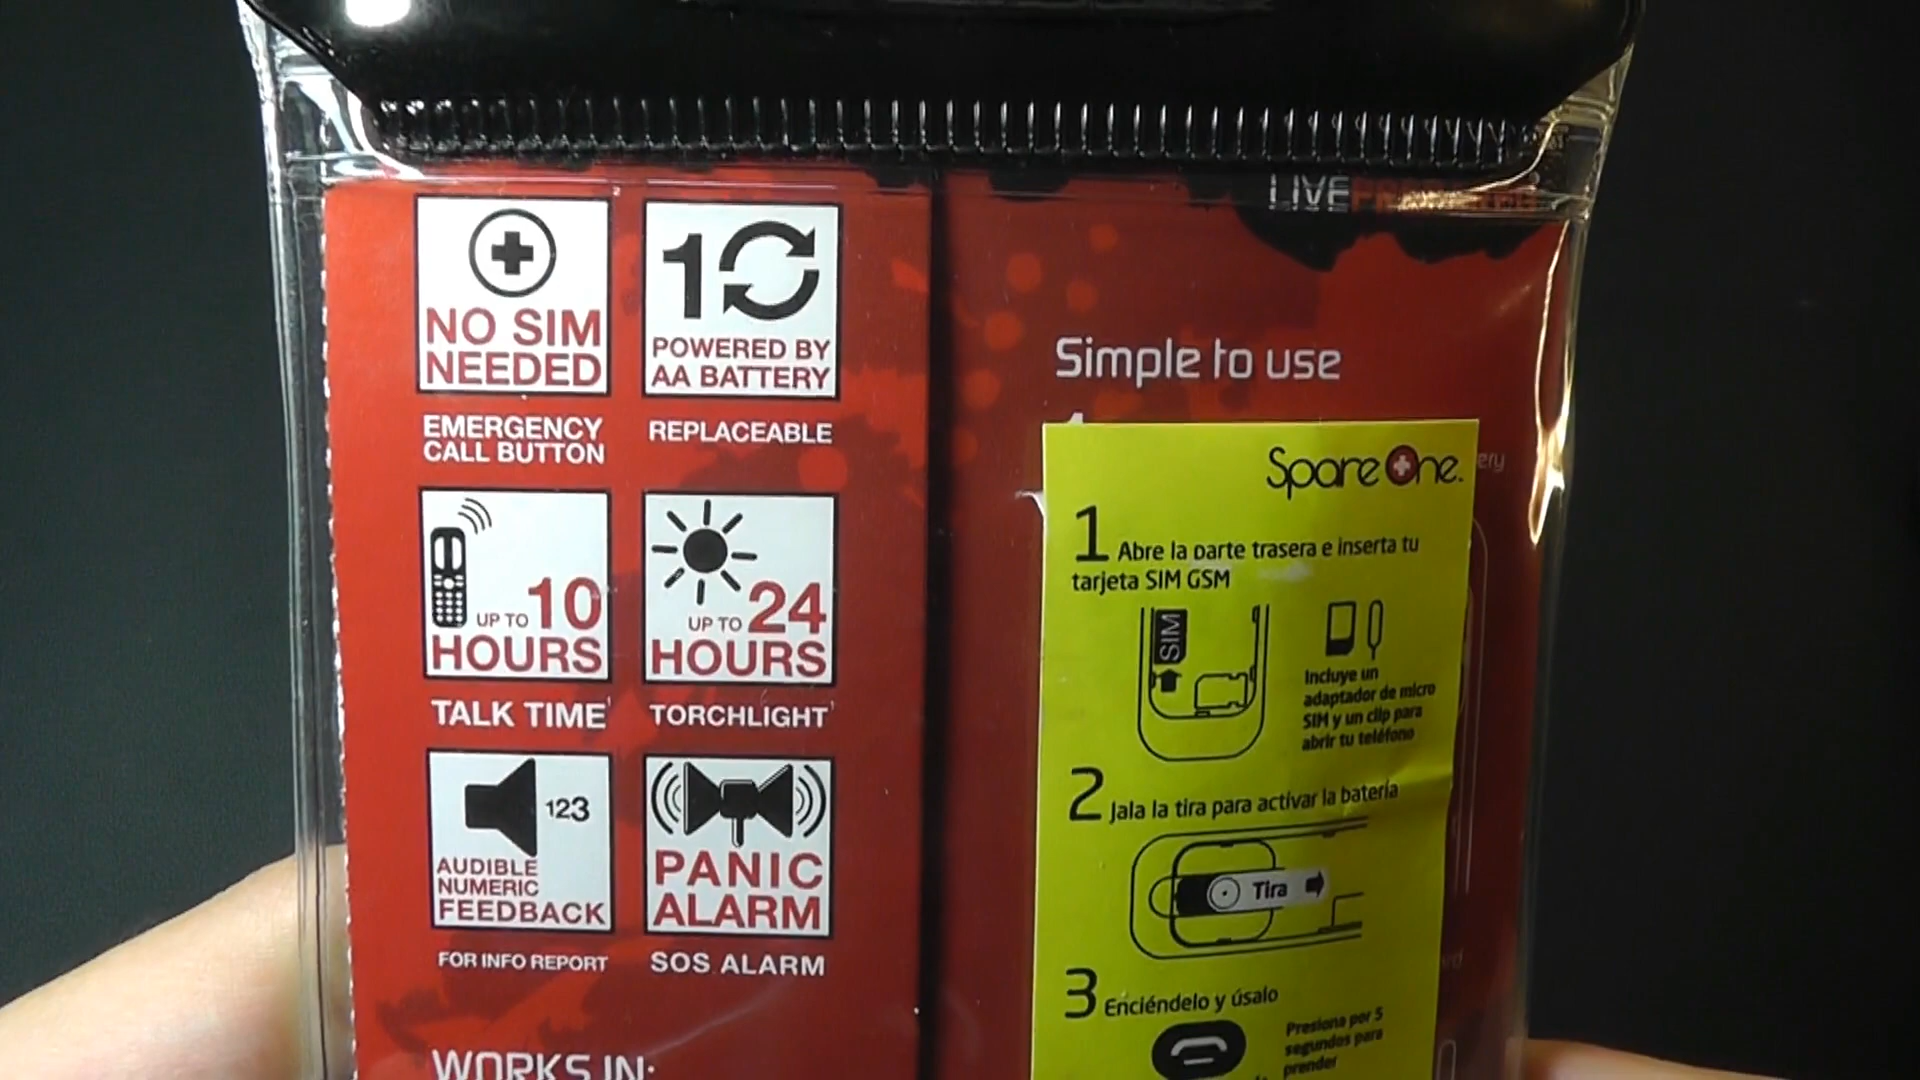 NO SIM
NEEDED
EMERGENCY
CALL BUTTON
1
POWERED BY
AA BATTERY
REPLACEABLE
UP TO 10
HOURS
TALK TIME¹
UP TO 24
HOURS
TORCHLIGHT¹
123
AUDIBLE
NUMERIC
FEEDBACK
FOR INFO REPORT
PANIC
ALARM
SOS ALARM
WORKS IN:
LIVE
Simple to use
SpareOne.
1 Abre la parte trasera e inserta tu
tarjeta SIM GSM
SIM
Incluye un
adaptador de micro
SIM y un clip para
abrir tu teléfono
2 Jala la tira para activar la batería
Tira
3 Enciéndelo y úsalo
Presiona por 5
segundos para
prender